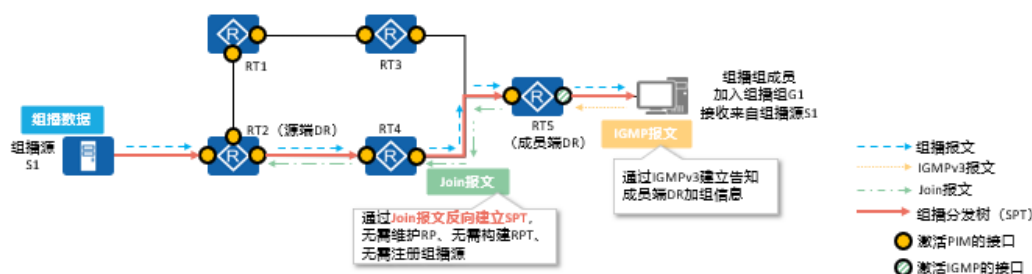 RT1
RT3
组播数据
组播源
S1
RT2（源端DR）
RT4
RT5
（成员端DR）
组播组成员
加入组播组G1
接收来自组播源S1
IGMP报文
Join报文
通过IGMPv3建立告知
成员端DR加组信息
通过Join报文反向建立SPT,
无需维护RP、无需构建RPT、
无需注册组播源
组播报文
IGMPv3报文
Join报文
组播分发树（SPT）
激活PIM的接口
激活IGMP的接口
R
R
R
R
R